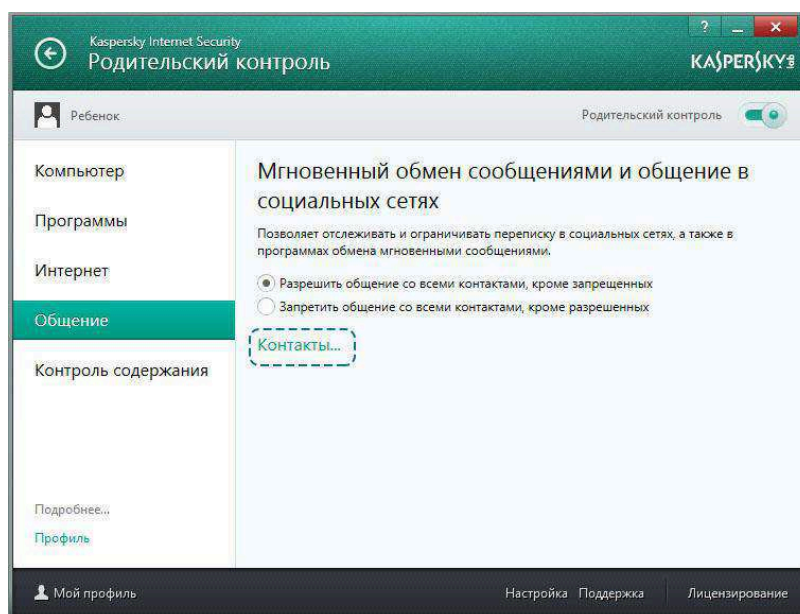 ? _ x
Kaspersky Internet Security
Родительский контроль
KASPERSKY lab
Ребенок
Родительский контроль
Компьютер
Программы
Интернет
Общение
Контроль содержания
Подробнее...
Профиль
Мгновенный обмен сообщениями и общение в
социальных сетях
Позволяет отслеживать и ограничивать переписку в социальных сетях, а также в
программах обмена мгновенными сообщениями.
Разрешить общение со всеми контактами, кроме запрещенных
Запретить общение со всеми контактами, кроме разрешенных
Контакты...
Мой профиль
Настройка Поддержка Лицензирование